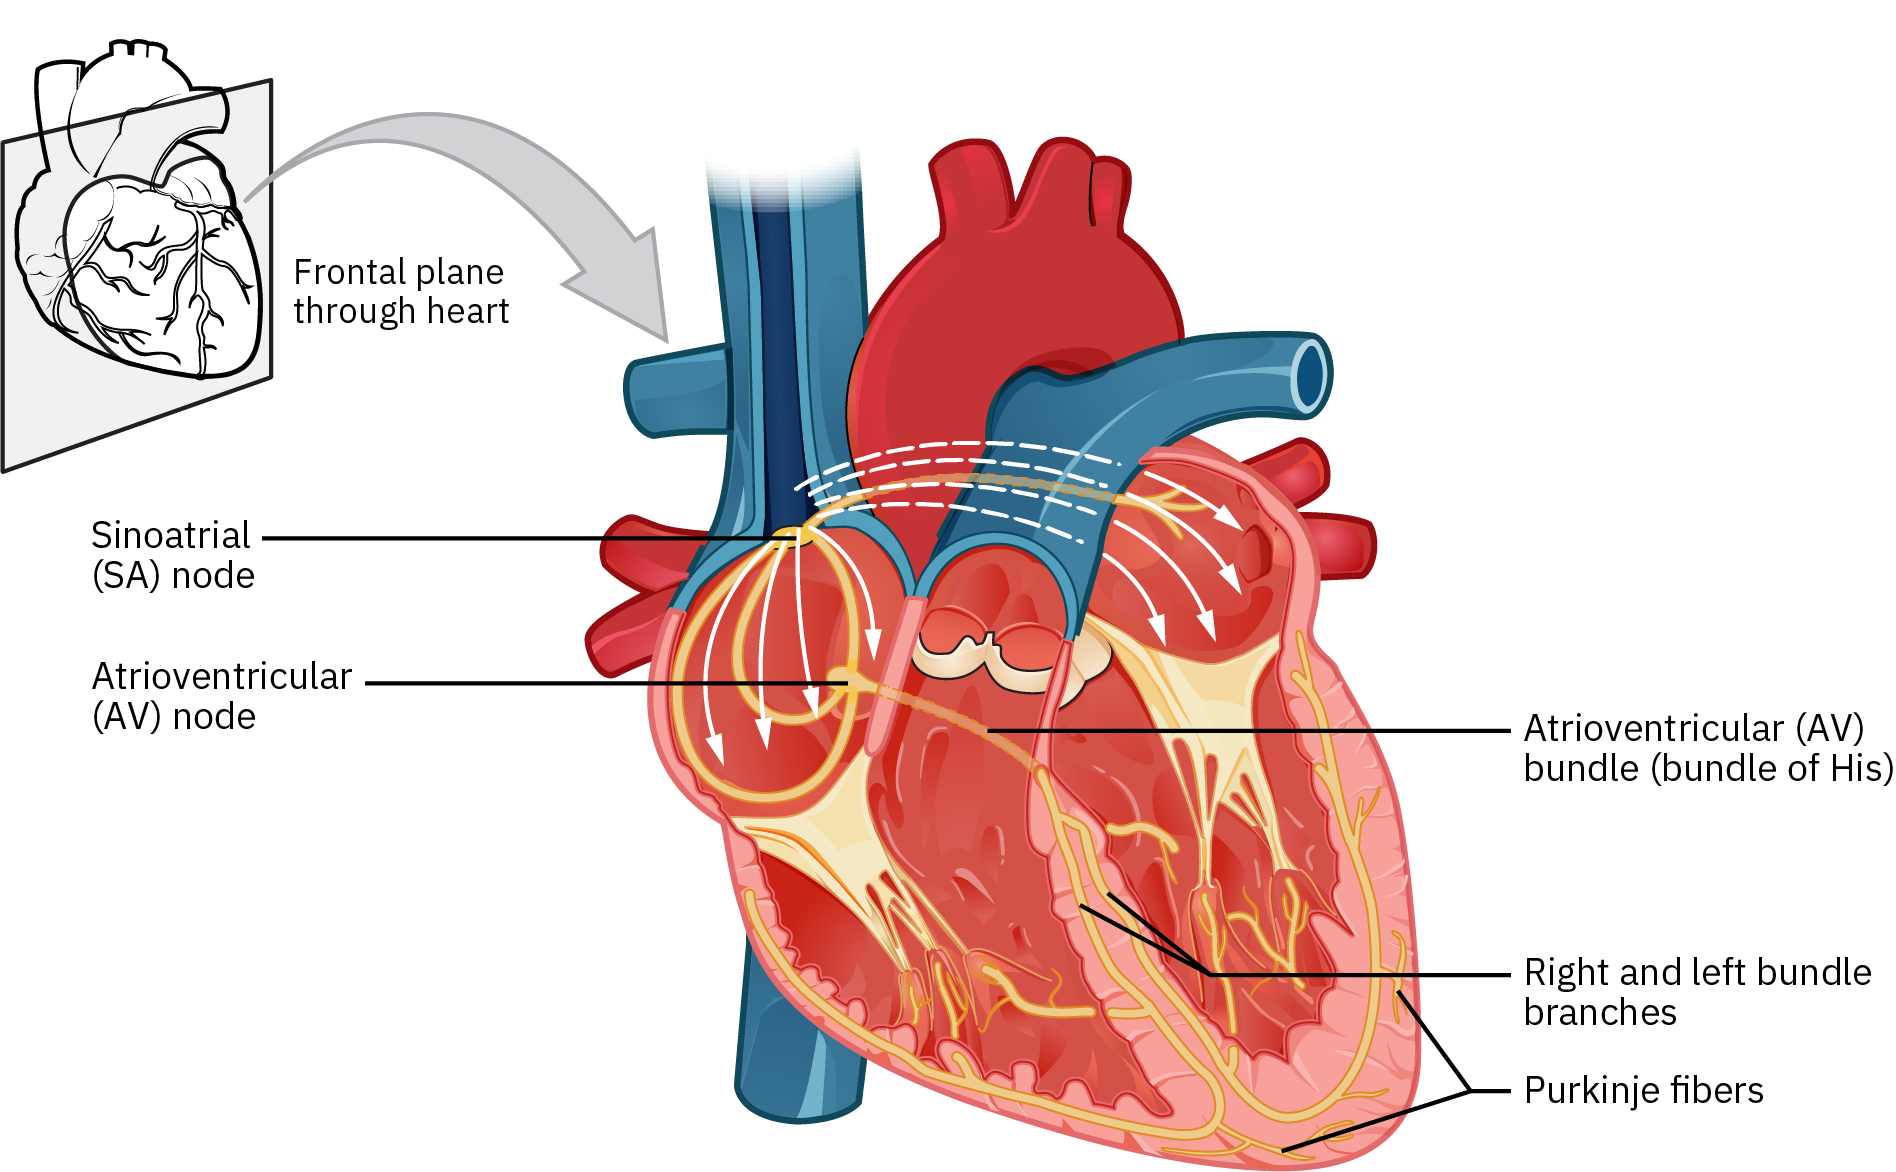 Frontal plane
through heart
Sinoatrial
(SA) node
Atrioventricular
(AV) node
Atrioventricular (AV)
bundle (bundle of His)
Right and left bundle
branches
Purkinje fibers